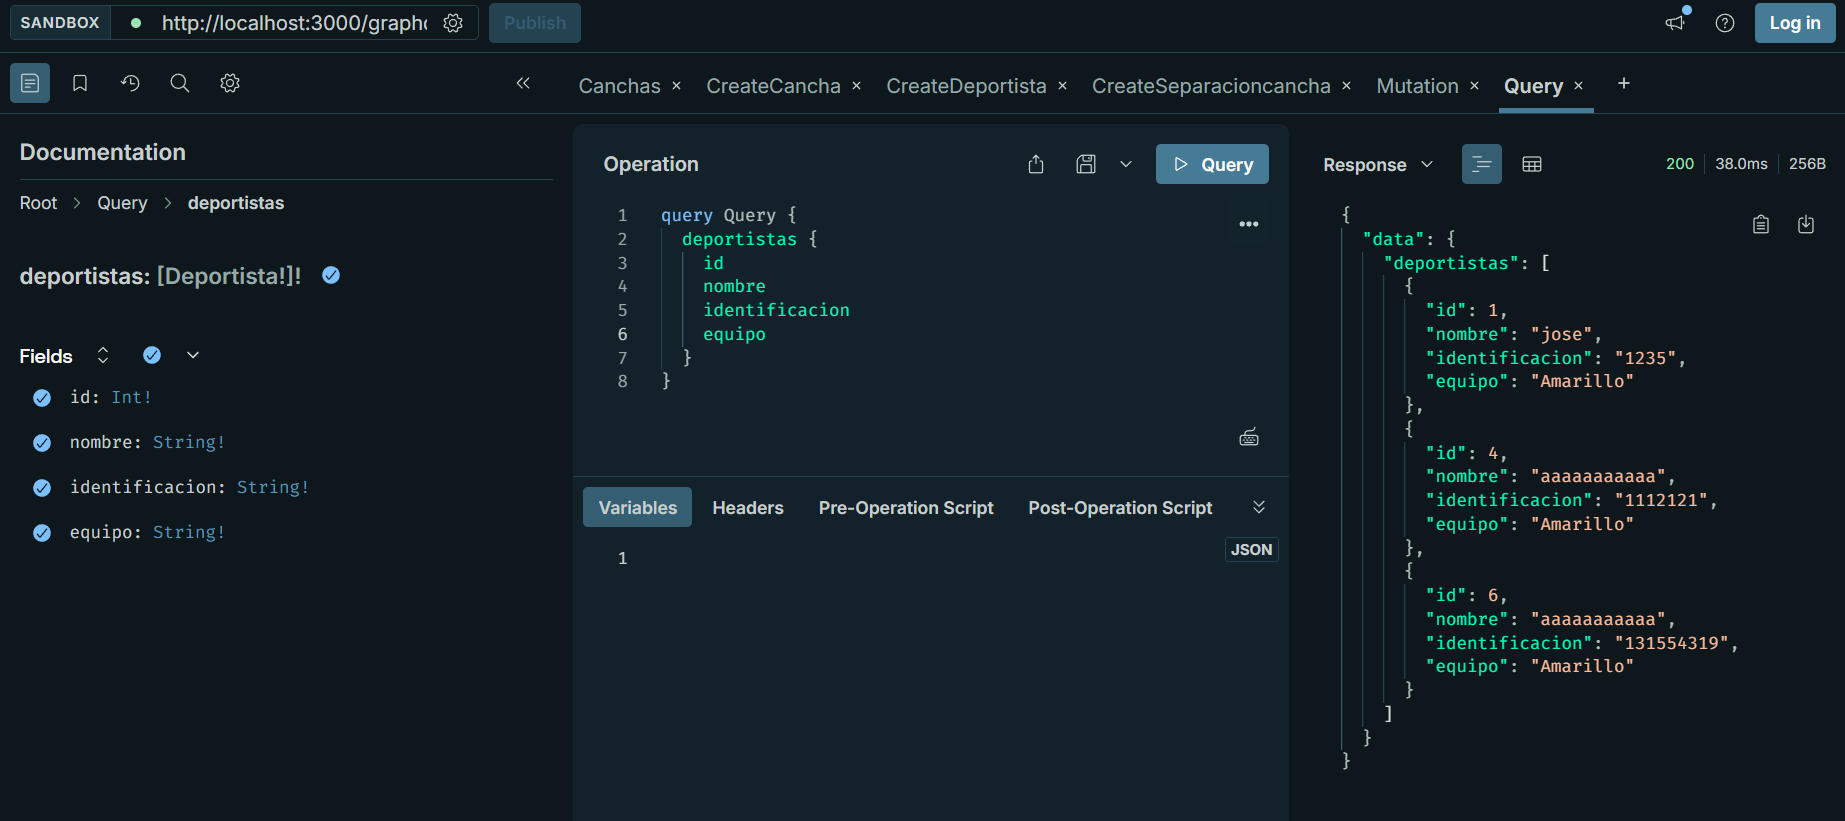 SANDBOX http://localhost:3000/graph Publish Log in
Canchas × CreateCancha × CreateDeportista × CreateSeparacioncancha × Mutation × Query × +
Documentation
Root > Query > deportistas
deportistas: [Deportista!]!
Fields
id: Int!
nombre: String!
identificacion: String!
equipo: String!
Operation
Query
1 query Query {
2 deportistas {
3 id
4 nombre
5 identificacion
6 equipo
7 }
8 }
Variables Headers Pre-Operation Script Post-Operation Script
1
JSON
Response 200 38.0ms 256B
{
"data": {
"deportistas": [
{
"id": 1,
"nombre": "jose",
"identificacion": "1235",
"equipo": "Amarillo"
},
{
"id": 4,
"nombre": "aaaaaaaaaaa",
"identificacion": "1112121",
"equipo": "Amarillo"
},
{
"id": 6,
"nombre": "aaaaaaaaaaa",
"identificacion": "131554319",
"equipo": "Amarillo"
}
]
}
}